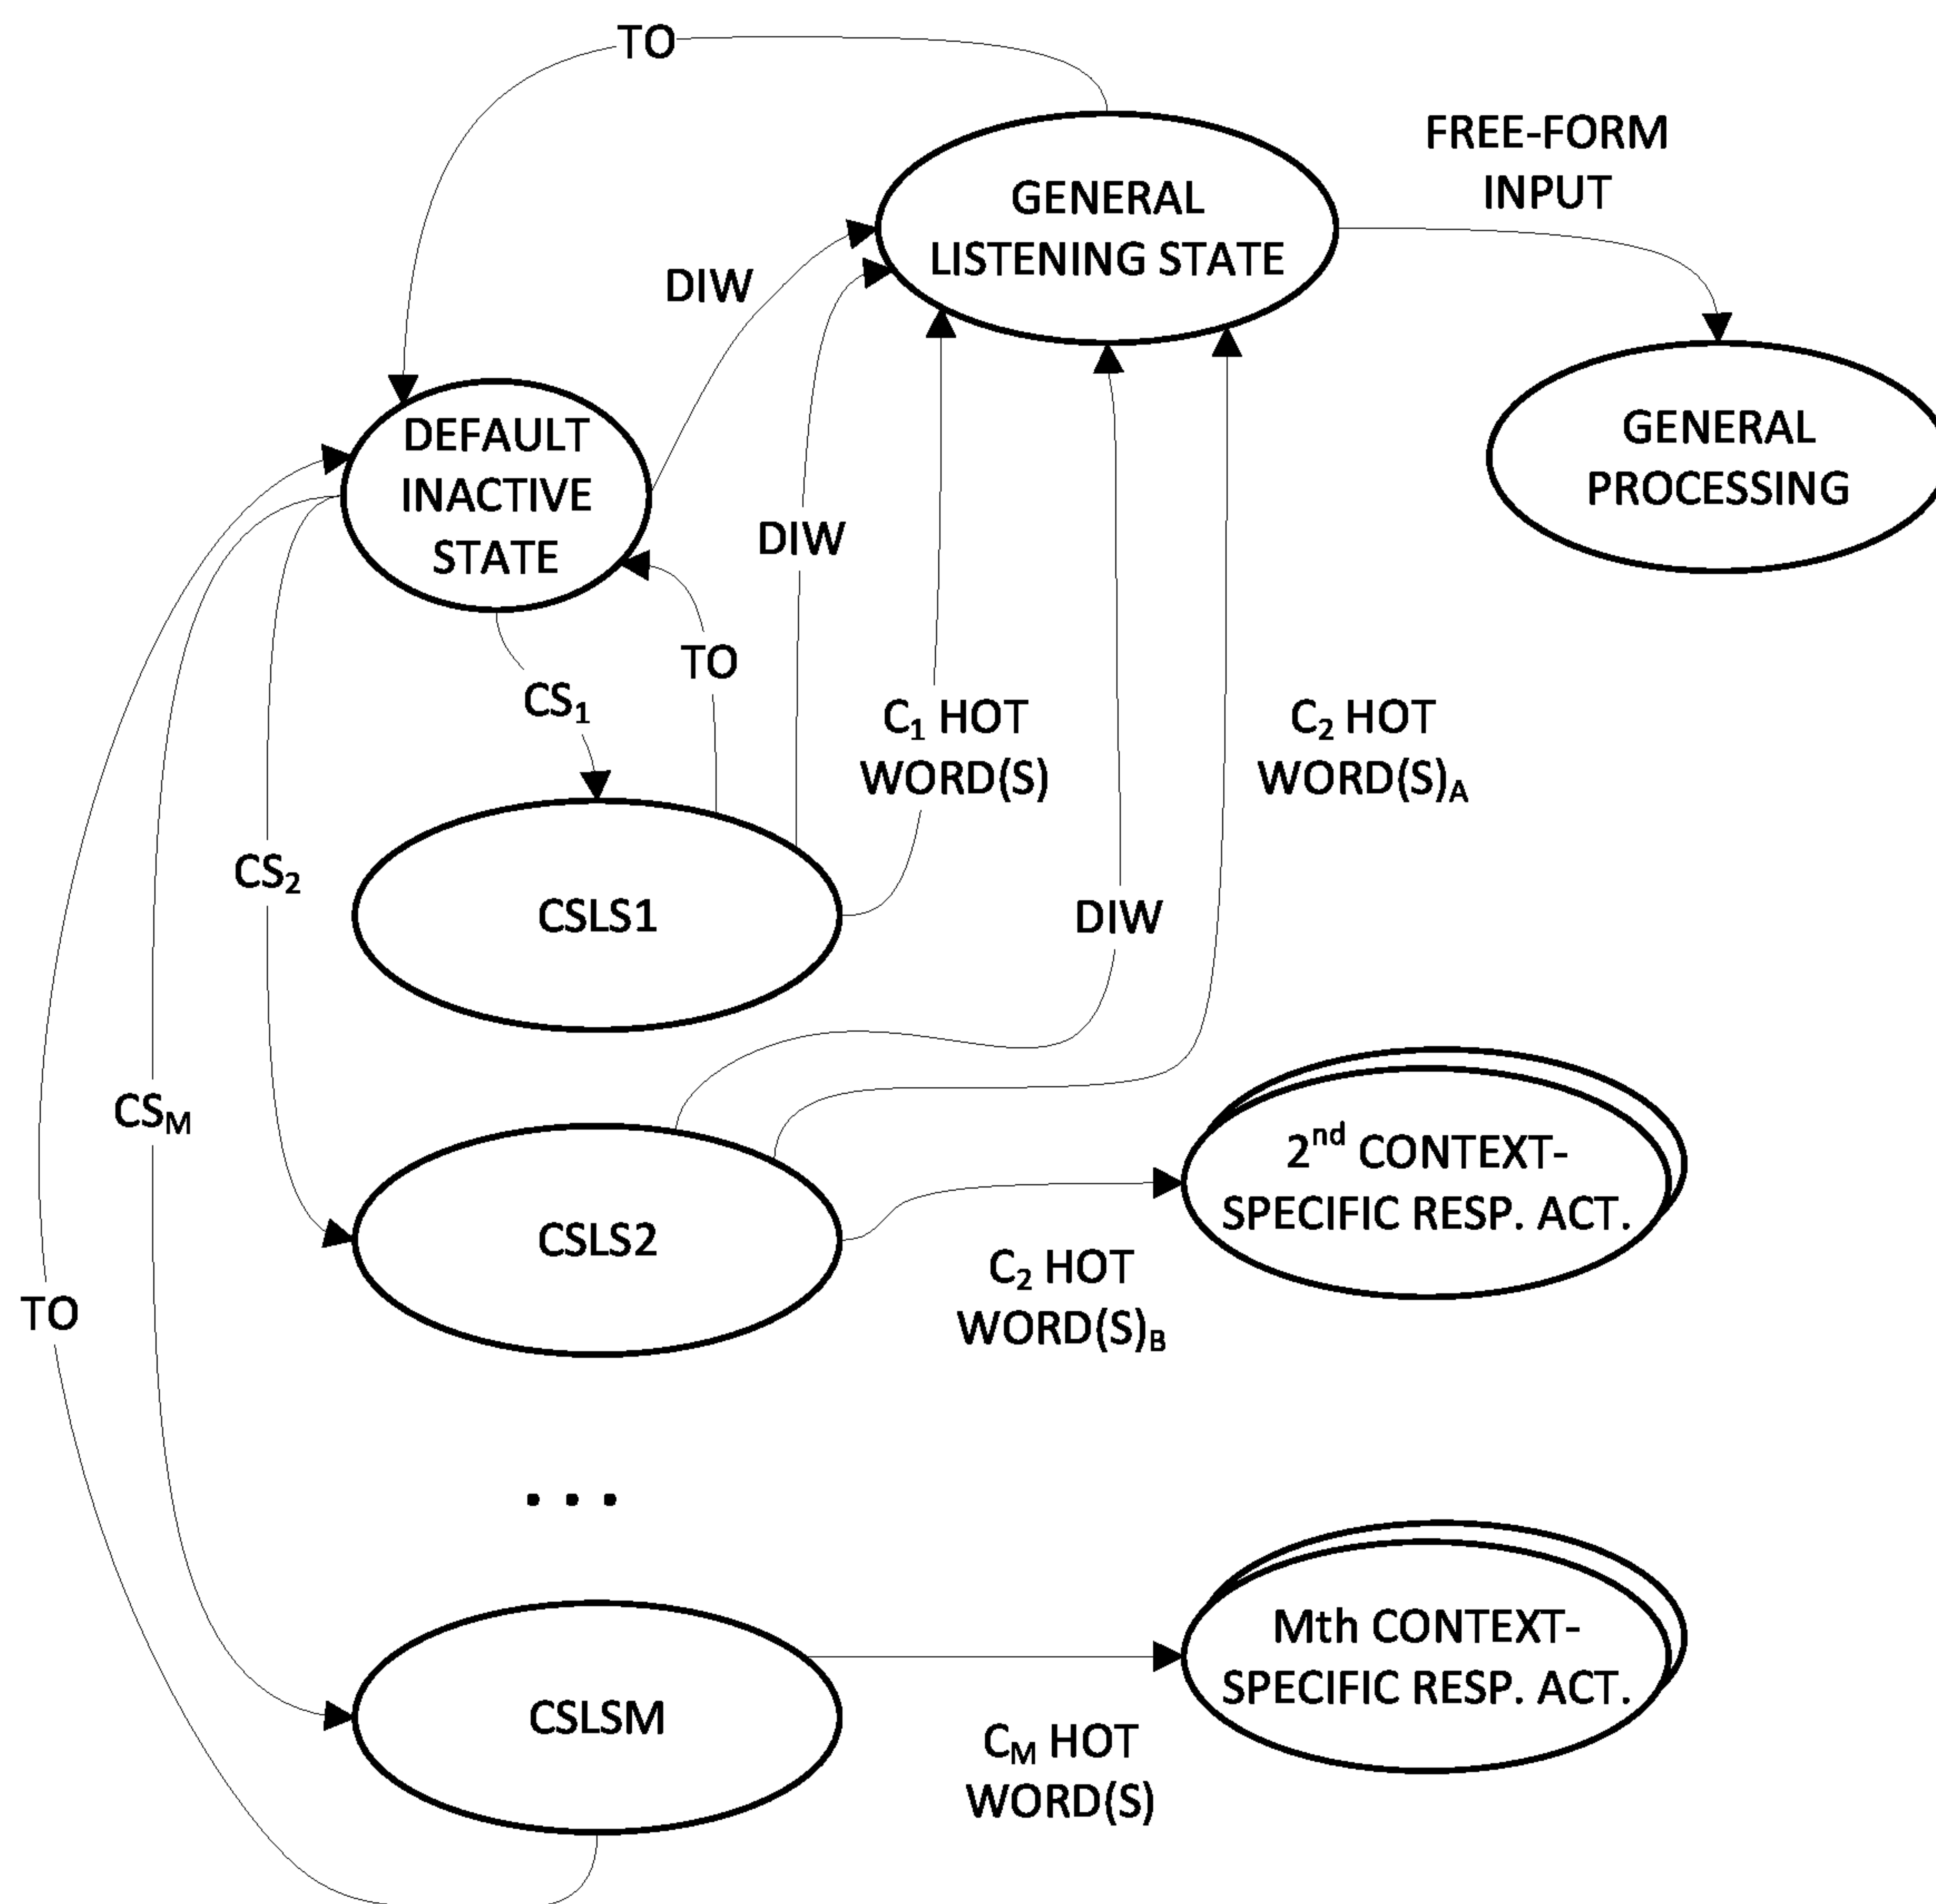 TO
FREE-FORM
INPUT
GENERAL
LISTENING STATE
DIW
DEFAULT
INACTIVE
STATE
GENERAL
PROCESSING
DIW
TO
CS₁
C₁ HOT
WORD(S)
C₂ HOT
WORD(S)A
CS₂
CSLS1
DIW
CSM
2nd CONTEXT-
SPECIFIC RESP. ACT.
CSLS2
C₂ HOT
WORD(S)B
TO
...
Mth CONTEXT-
SPECIFIC RESP. ACT.
CSLSM
CM HOT
WORD(S)